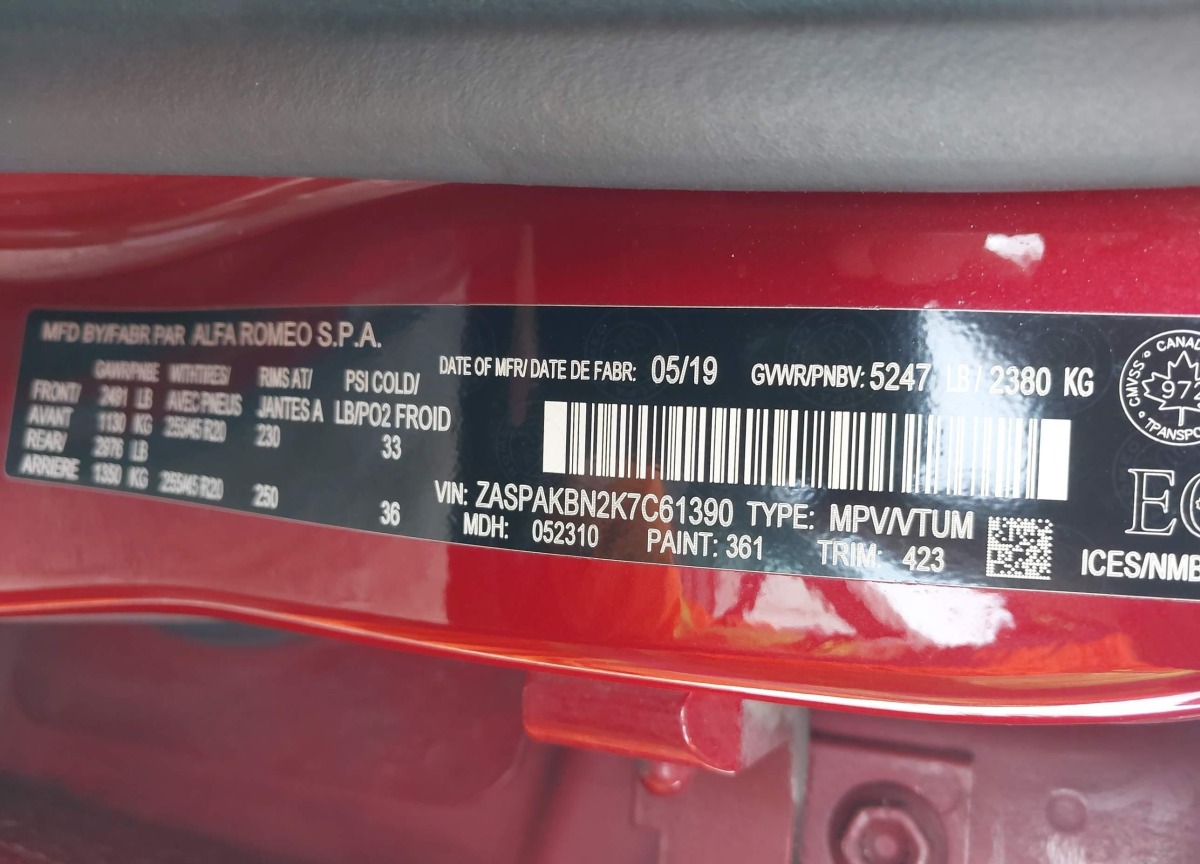 MFD BY/FABR PAR ALFA ROMEO S.P.A.
DATE OF MFR/ DATE DE FABR: 05/19 GVWR/PNBV: 5247 LB / 2380 KG
GAWR/PNBE WITH TIRES/ RIMS AT/ PSI COLD/
AVEC PNEUS JANTES A LB/PO2 FROID
FRONT/ 2491 LB
AVANT 1130 KG 255/45 R20 230 33
REAR/ 2976 LB
ARRIERE 1350 KG 255/45 R20 250 36
VIN: ZASPAKBN2K7C61390 TYPE: MPV/VTUM
MDH: 052310 PAINT: 361 TRIM: 423
CMVSS
972
ICES/NMB